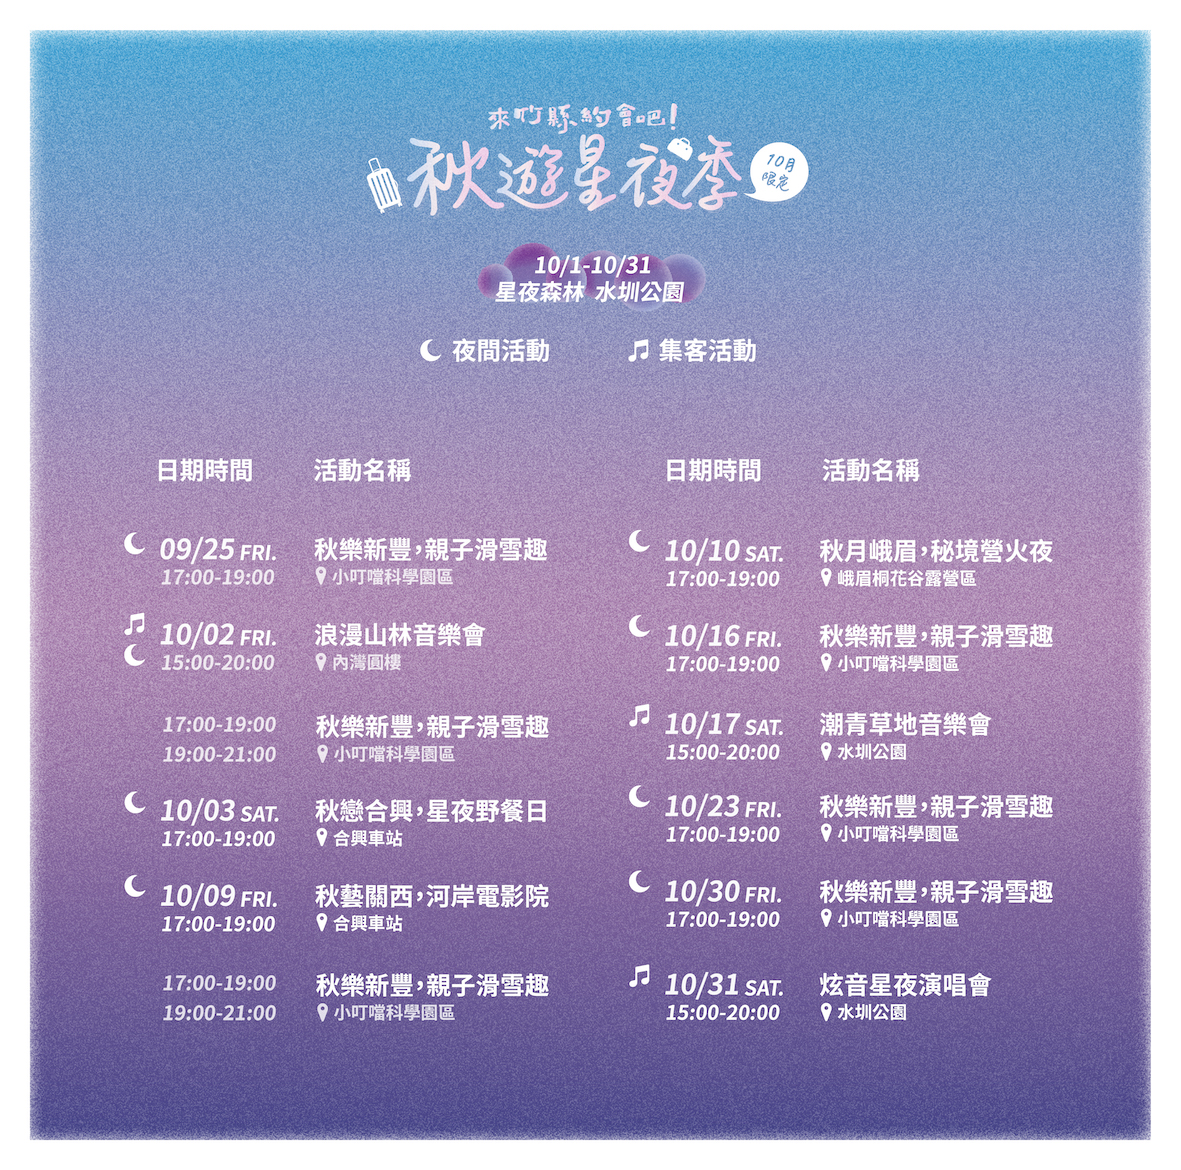 來竹縣約會吧!
秋遊星夜季
10月
限定
10/1-10/31
星夜森林 水圳公園
夜間活動
集客活動
日期時間 活動名稱
09/25 FRI. 秋樂新豐,親子滑雪趣
17:00-19:00 小叮噹科學園區
10/02 FRI. 浪漫山林音樂會
15:00-20:00 內灣圓樓
17:00-19:00 秋樂新豐,親子滑雪趣
19:00-21:00 小叮噹科學園區
10/03 SAT. 秋戀合興,星夜野餐日
17:00-19:00 合興車站
10/09 FRI. 秋藝關西,河岸電影院
17:00-19:00 合興車站
17:00-19:00 秋樂新豐,親子滑雪趣
19:00-21:00 小叮噹科學園區
日期時間 活動名稱
10/10 SAT. 秋月峨眉,秘境營火夜
17:00-19:00 峨眉桐花谷露營區
10/16 FRI. 秋樂新豐,親子滑雪趣
17:00-19:00 小叮噹科學園區
10/17 SAT. 潮青草地音樂會
15:00-20:00 水圳公園
10/23 FRI. 秋樂新豐,親子滑雪趣
17:00-19:00 小叮噹科學園區
10/30 FRI. 秋樂新豐,親子滑雪趣
17:00-19:00 小叮噹科學園區
10/31 SAT. 炫音星夜演唱會
15:00-20:00 水圳公園